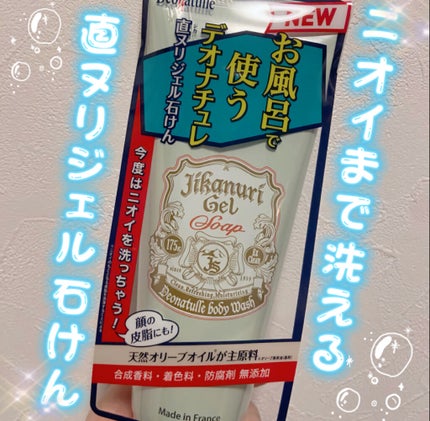 ニオイまで洗える
直ヌリジェル石けん
Deonatulle
NEW
お風呂で
使う
デオナチュレ
直ヌリジェル石けん
今度はニオイを洗っちゃう！
Jikanuri
Gel
Soap
175g
Clean, Refreshing, Moisturizing
Deonatulle body Wash
顔の
皮脂にも！
天然オリーブオイルが主原料
合成香料・着色料・防腐剤 無添加
Made in France